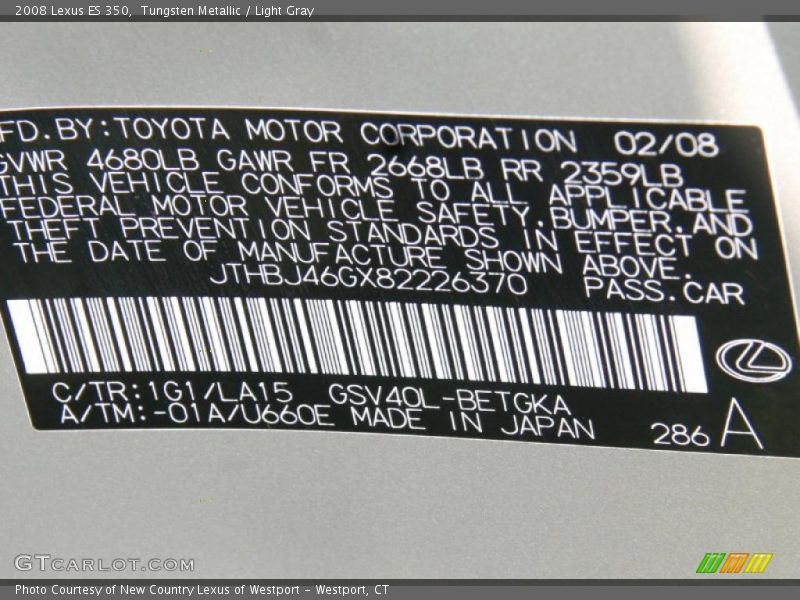 2008 Lexus ES 350,  Tungsten Metallic / Light Gray
FD.BY:TOYOTA MOTOR CORPORATION 02/08
GVWR 4680LB GAWR FR 2668LB RR 2359LB
THIS VEHICLE CONFORMS TO ALL APPLICABLE
FEDERAL MOTOR VEHICLE SAFETY,BUMPER,AND
THEFT PREVENTION STANDARDS IN EFFECT ON
THE DATE OF MANUFACTURE SHOWN ABOVE.
JTHBJ46GX82226370 PASS.CAR
C/TR:1G1/LA15 GSV40L-BETGKA
A/TM:-01A/U660E MADE IN JAPAN
286 A
GTCARLOT.COM
Photo Courtesy of New Country Lexus of Westport - Westport, CT